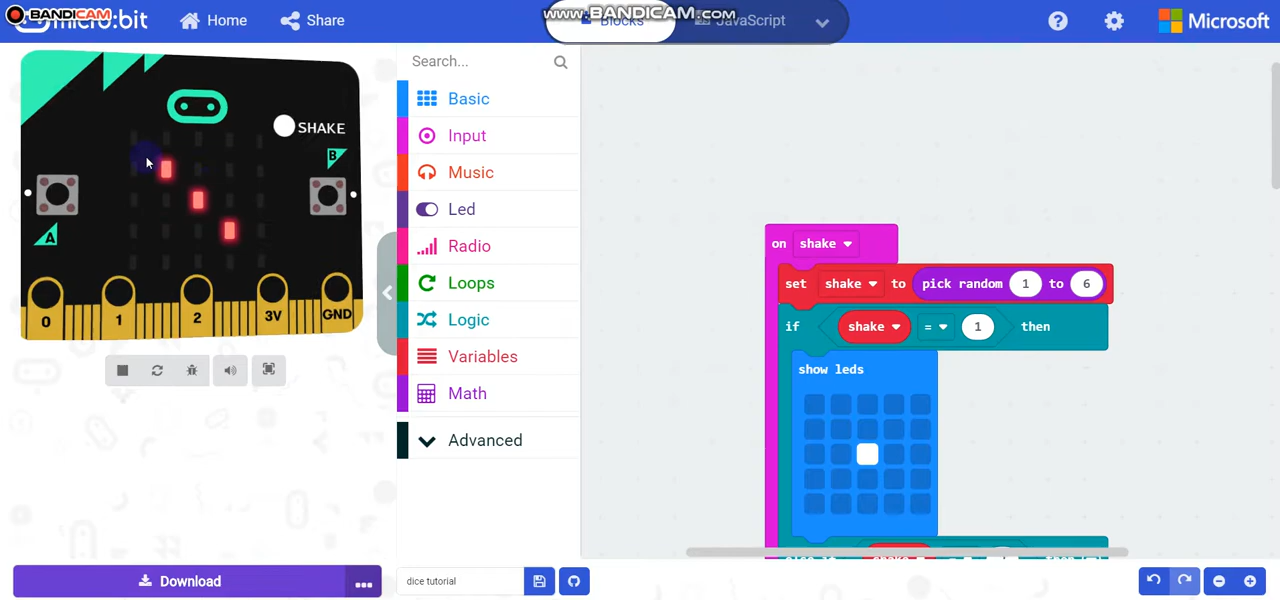 BANDICAM
micro:bit
Home
Share
www.BANDICAM.com
Blocks
JavaScript
Microsoft
SHAKE
B
A
0
1
2
3V
GND
Download
...
Search...
Basic
Input
Music
Led
Radio
Loops
Logic
Variables
Math
Advanced
on shake
set shake to pick random 1 to 6
if shake = 1 then
show leds
dice tutorial